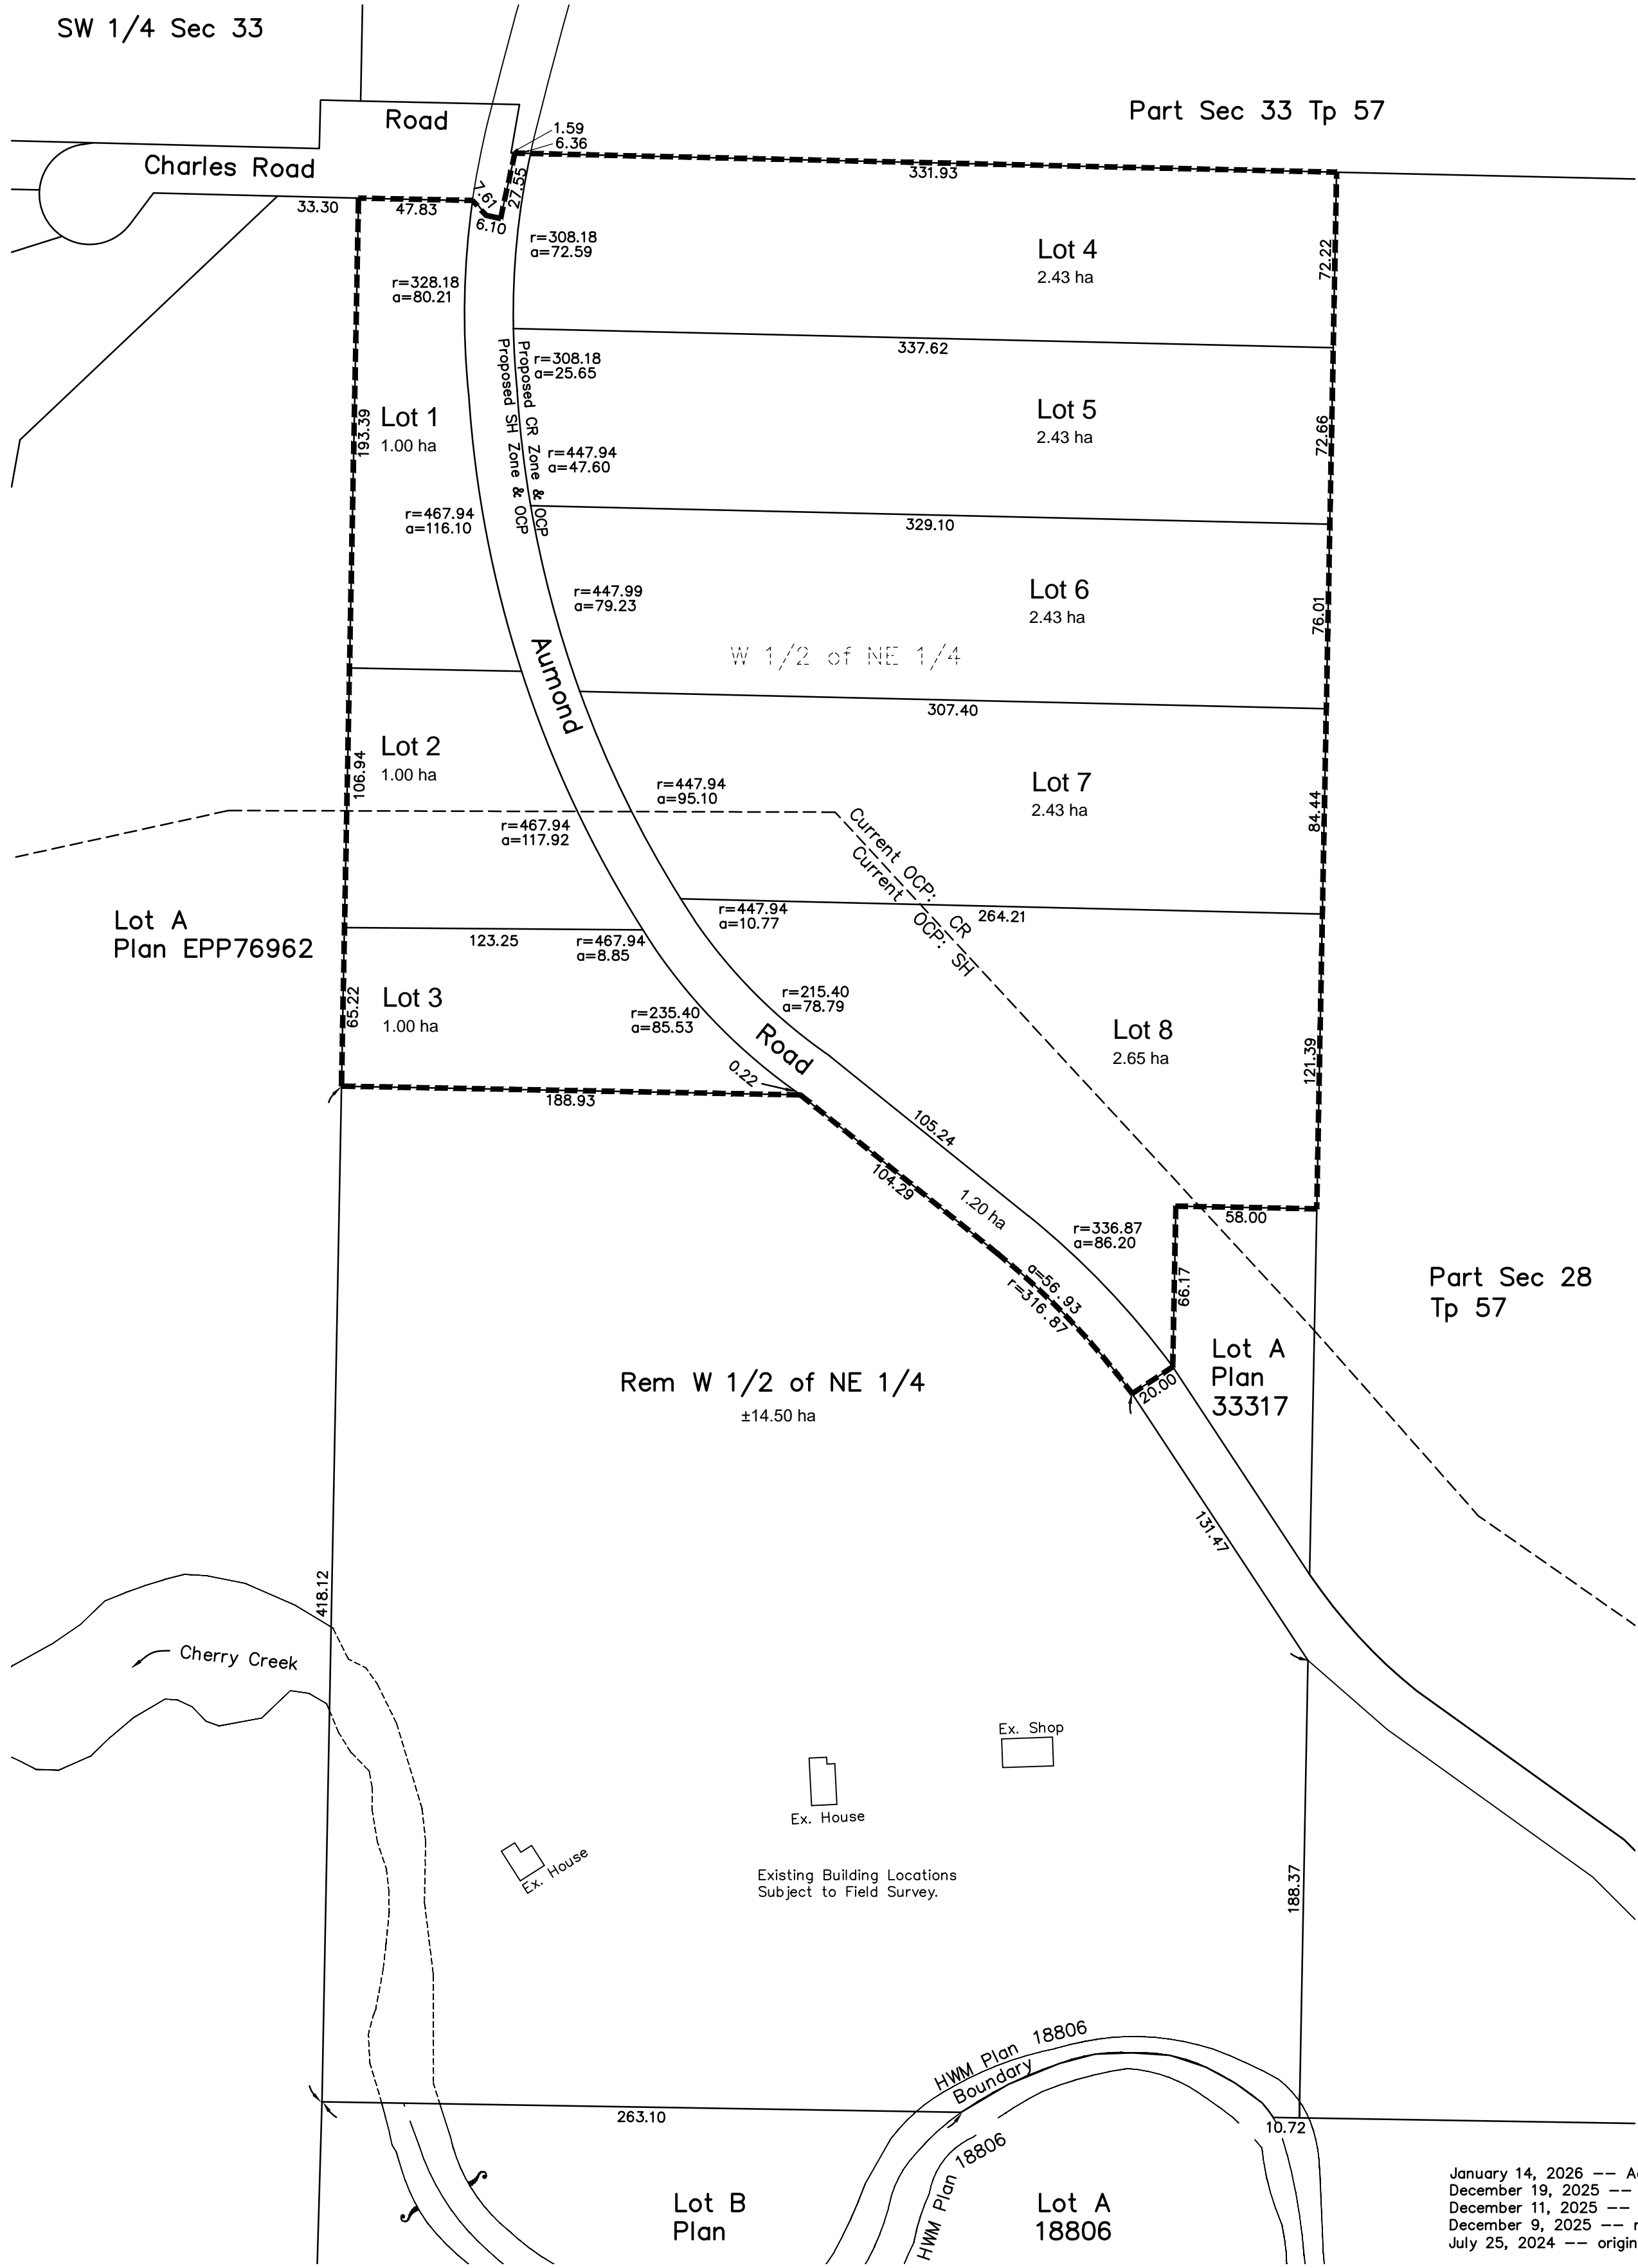 SW 1/4 Sec 33
Part Sec 33 Tp 57
Road
Charles Road
1.59
6.36
331.93
33.30
47.83
7.61
27.55
6.10
r=308.18
a=72.59
Lot 4
2.43 ha
72.22
r=328.18
a=80.21
337.62
Proposed SH Zone & OCP
Proposed CR Zone & OCP
r=308.18
a=25.65
Lot 1
1.00 ha
193.39
Lot 5
2.43 ha
72.66
r=447.94
a=47.60
r=467.94
a=116.10
329.10
r=447.99
a=79.23
Lot 6
2.43 ha
76.01
W 1/2 of NE 1/4
Aumond
307.40
Lot 2
1.00 ha
106.94
r=447.94
a=95.10
Lot 7
2.43 ha
84.44
r=467.94
a=117.92
Current OCP: CR
Current OCP: SH
Lot A
Plan EPP76962
r=447.94
a=10.77
264.21
123.25
r=467.94
a=8.85
Lot 3
1.00 ha
65.22
r=235.40
a=85.53
r=215.40
a=78.79
Road
Lot 8
2.65 ha
121.39
0.22
188.93
105.24
104.29
1.20 ha
r=336.87
a=86.20
58.00
66.17
a=56.93
r=316.87
Part Sec 28
Tp 57
Lot A
Plan
33317
20.00
Rem W 1/2 of NE 1/4
±14.50 ha
131.47
418.12
Cherry Creek
Ex. Shop
Ex. House
Ex. House
Existing Building Locations
Subject to Field Survey.
188.37
HWM Plan 18806
Boundary
263.10
10.72
HWM Plan 18806
Lot B
Plan
Lot A
18806
January 14, 2026 -- A
December 19, 2025 --
December 11, 2025 --
December 9, 2025 -- r
July 25, 2024 -- origin